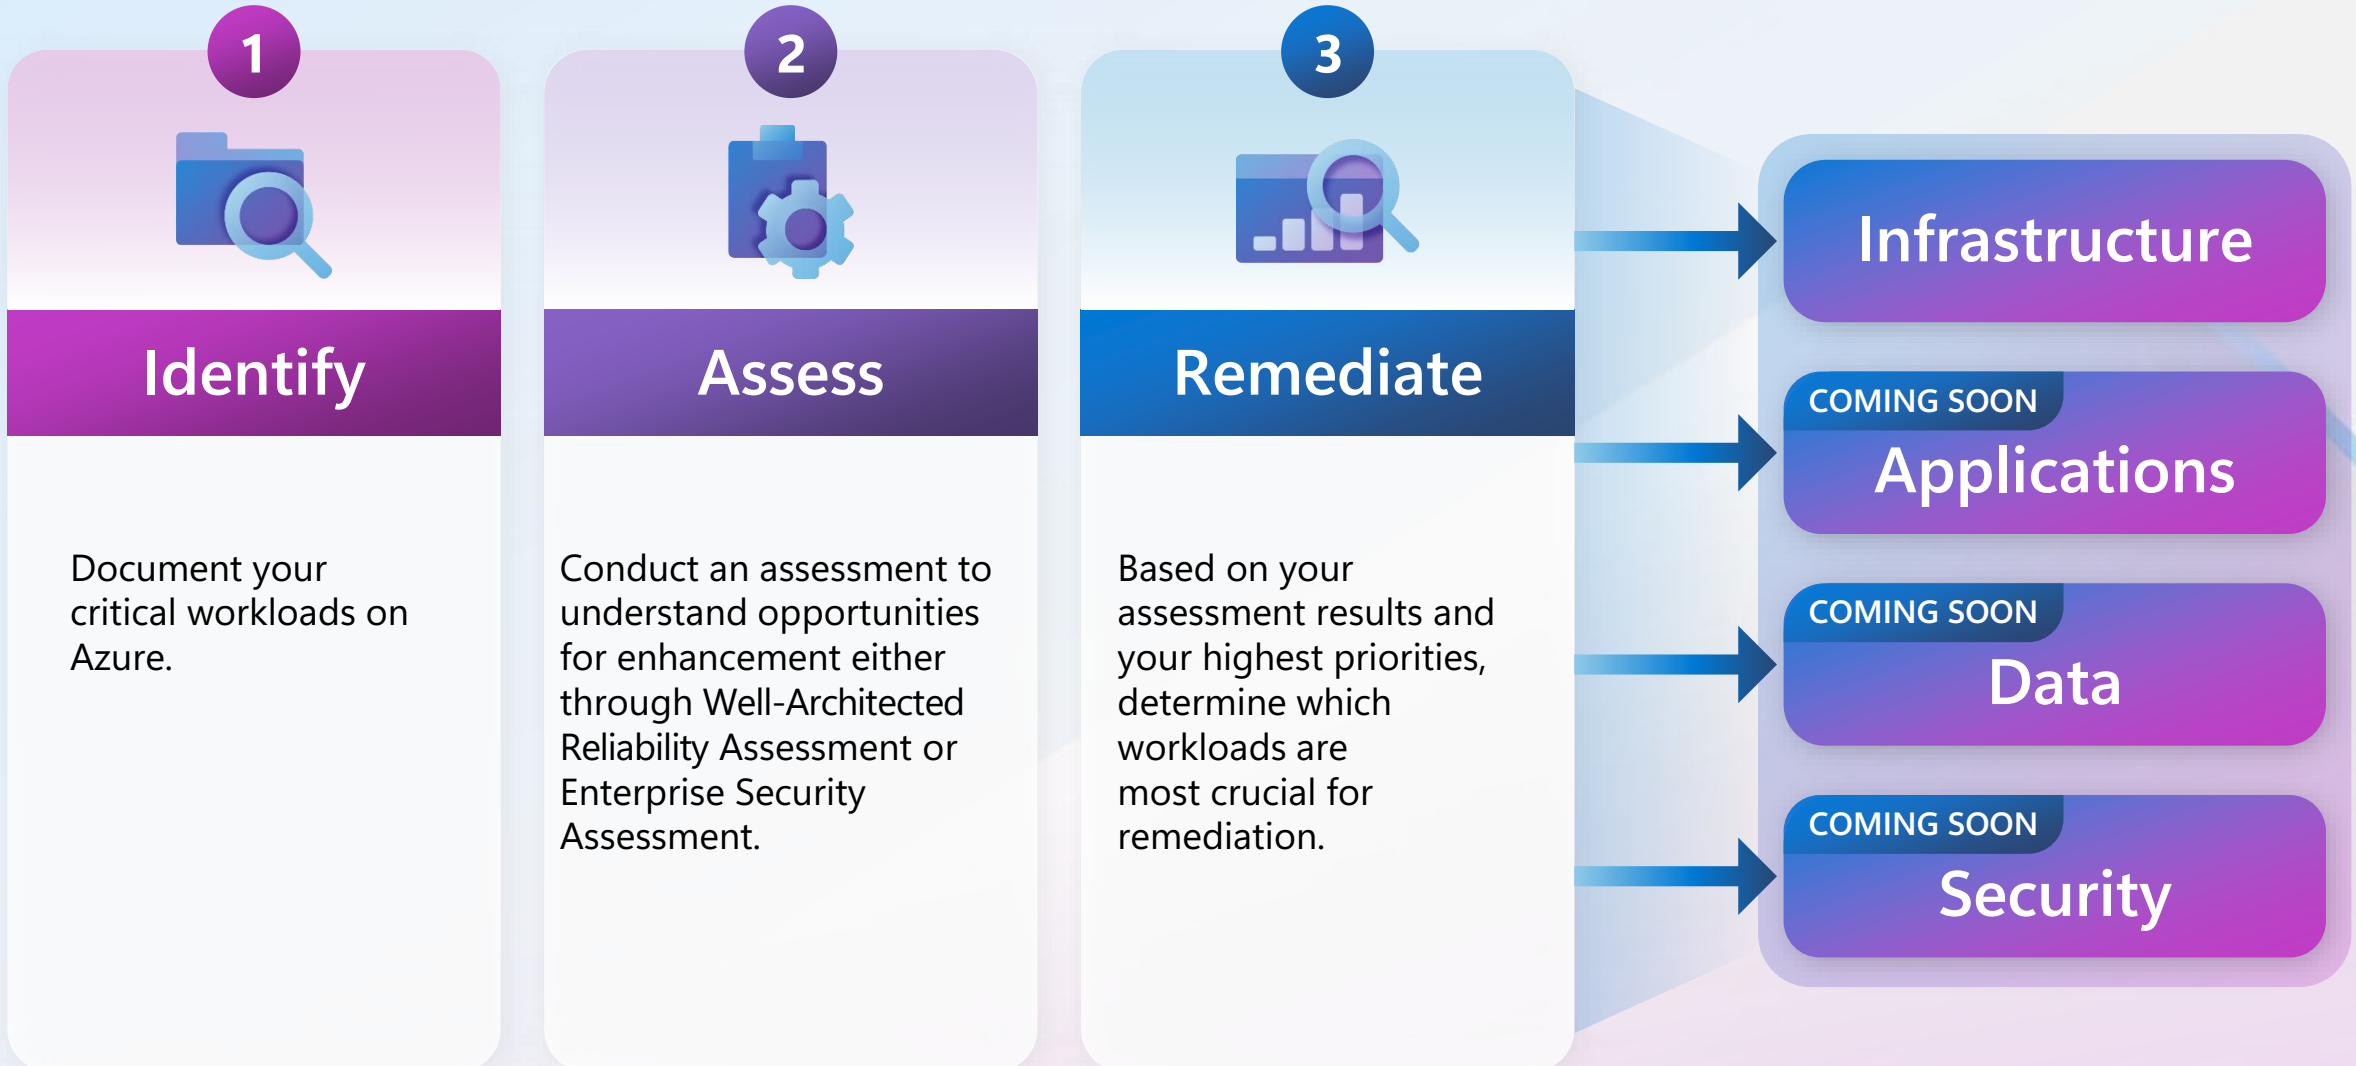 1
Identify
Document your
critical workloads on
Azure.
2
Assess
Conduct an assessment to
understand opportunities
for enhancement either
through Well-Architected
Reliability Assessment or
Enterprise Security
Assessment.
3
Remediate
Based on your
assessment results and
your highest priorities,
determine which
workloads are
most crucial for
remediation.
Infrastructure
COMING SOON
Applications
COMING SOON
Data
COMING SOON
Security